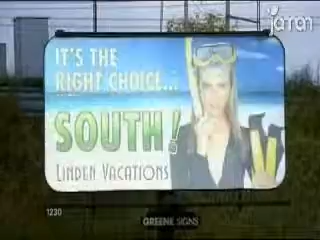 IT'S THE
RIGHT CHOICE...
SOUTH!
LINDEN VACATIONS
1230
GREENE SIGNS